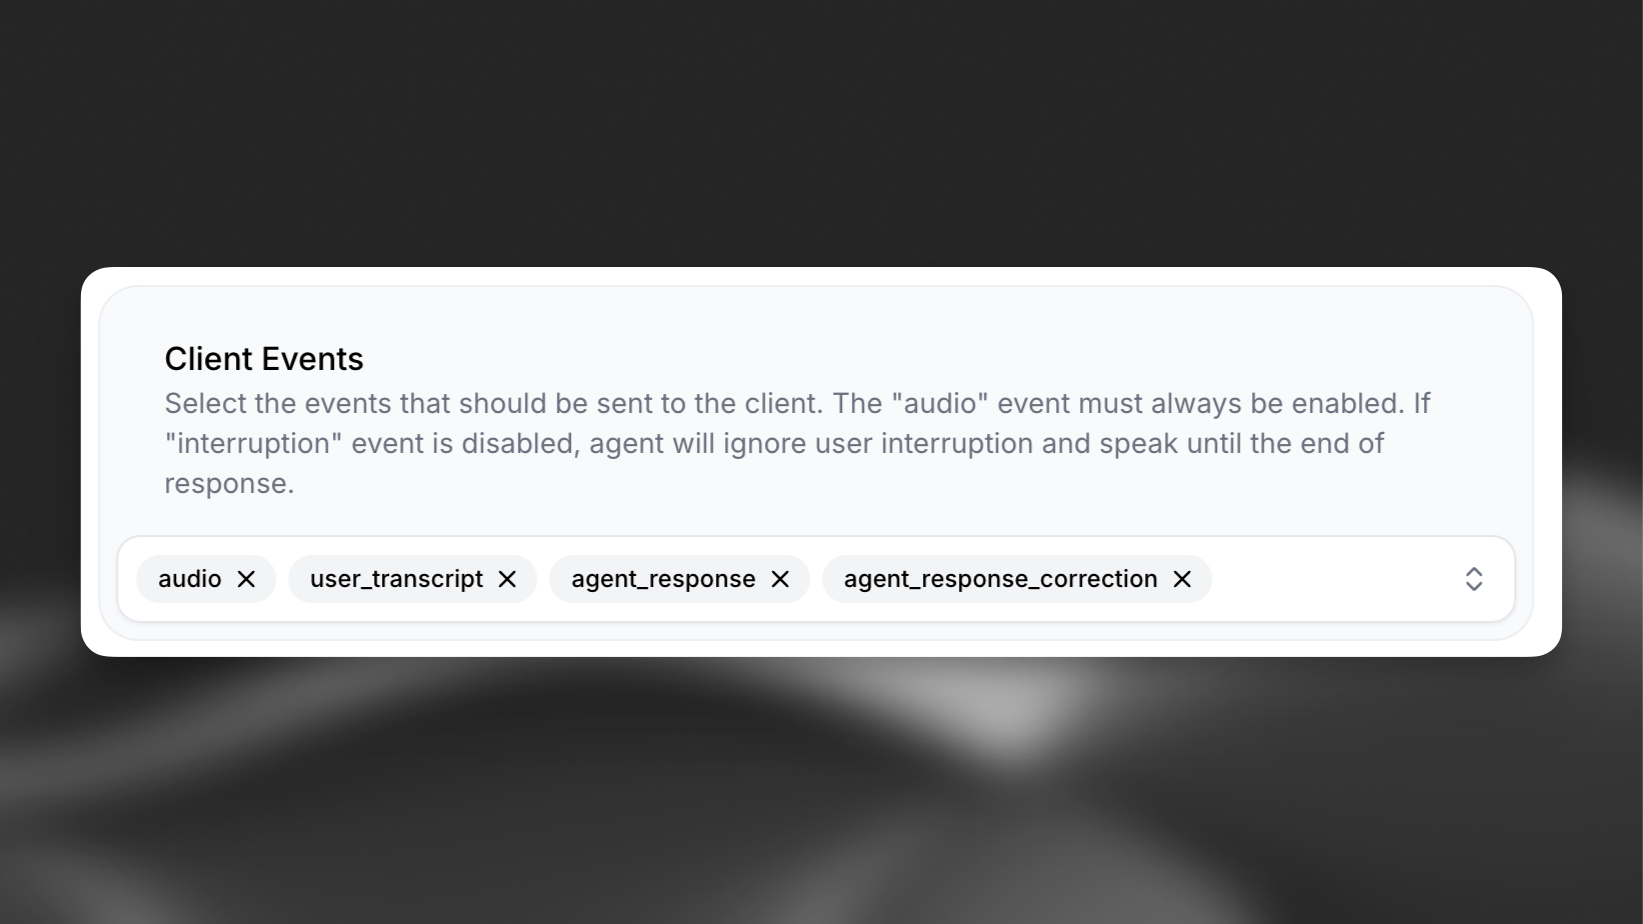 Client Events
Select the events that should be sent to the client. The "audio" event must always be enabled. If
"interruption" event is disabled, agent will ignore user interruption and speak until the end of
response.
audio user_transcript agent_response agent_response_correction